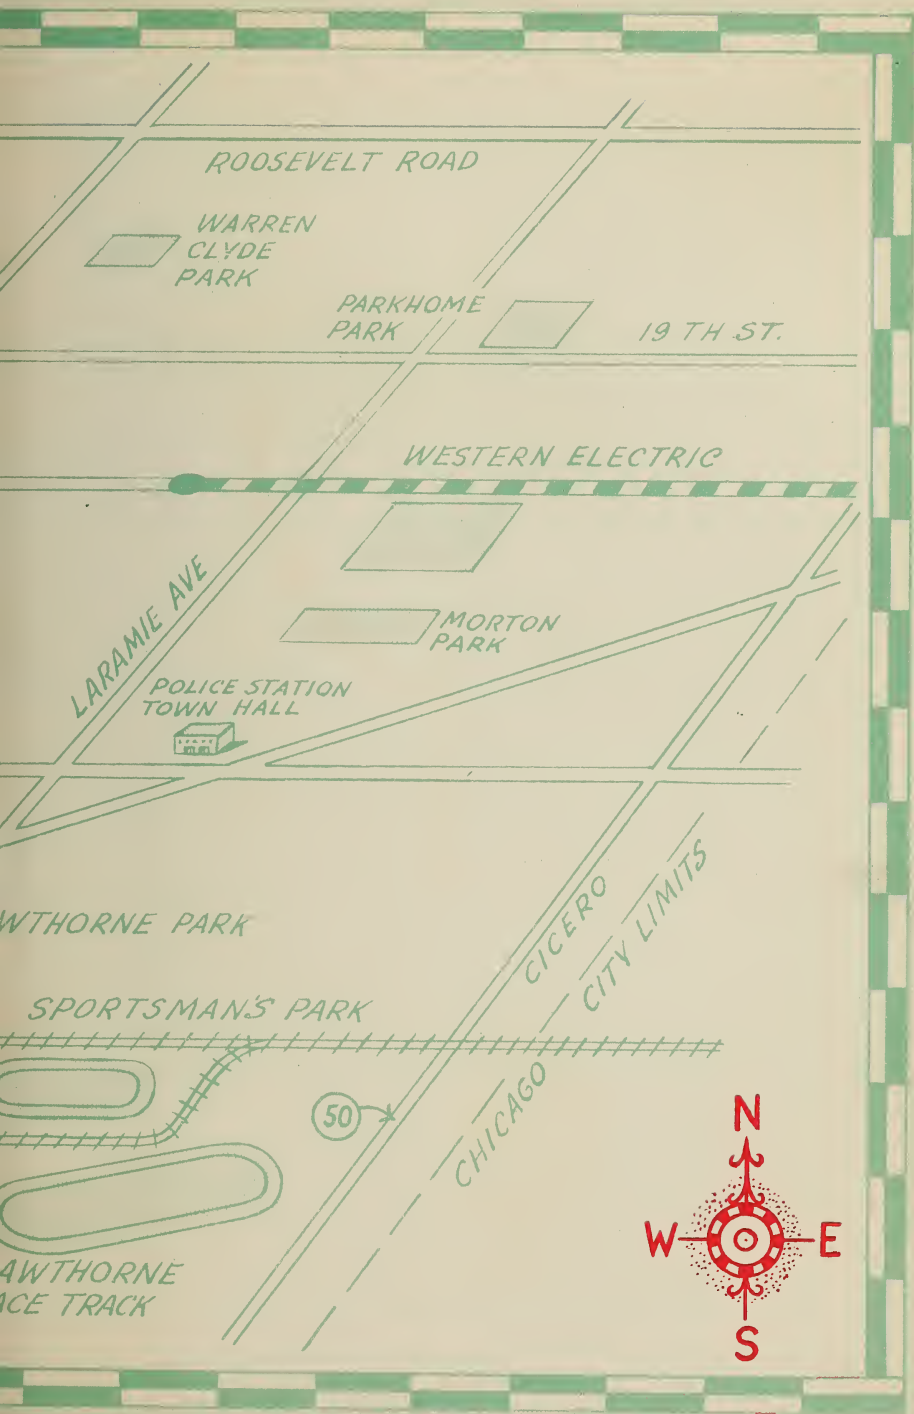 ROOSEVELT ROAD
WARREN
CLYDE
PARK
PARKHOME
PARK
19 TH ST.
WESTERN ELECTRIC
LARAMIE AVE
MORTON
PARK
POLICE STATION
TOWN HALL
WTHORNE PARK
CICERO
CITY LIMITS
SPORTSMAN'S PARK
CHICAGO
50
N
W E
S
AWTHORNE
ACE TRACK